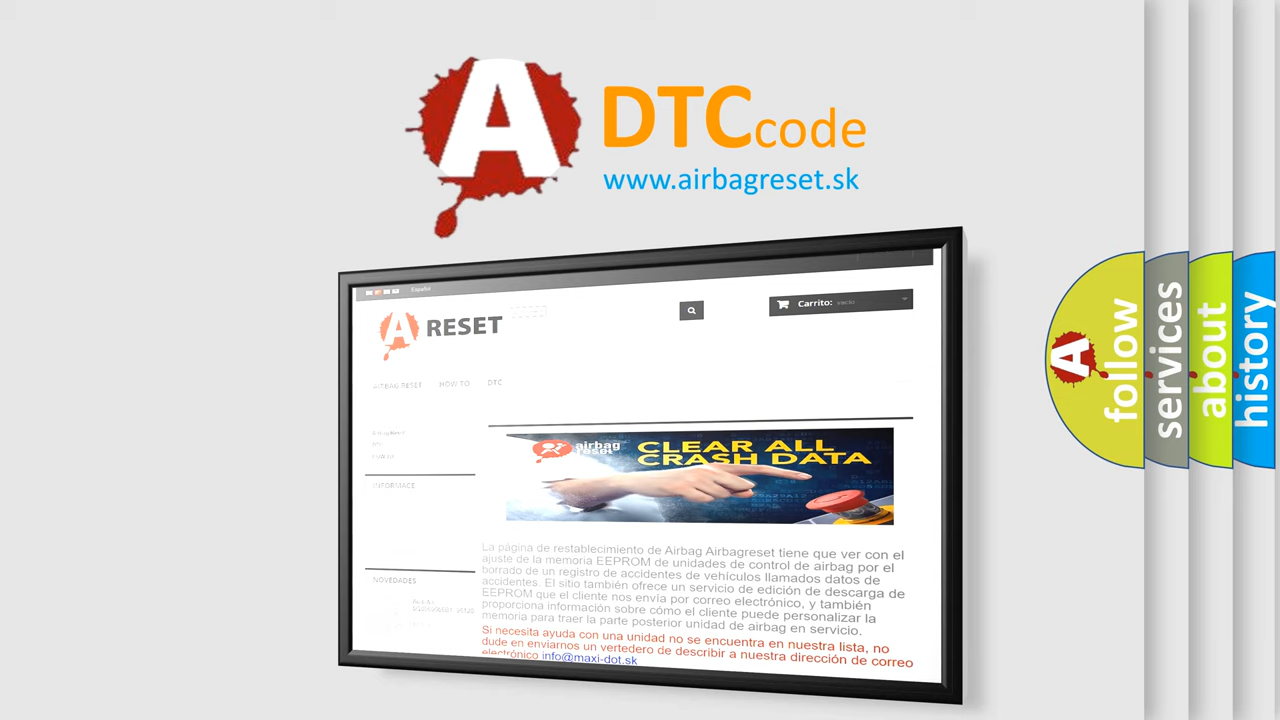 A
DTCcode
www.airbagreset.sk
Español
A RESET
Carrito: vacío
AIRBAG RESET HOW TO DTC
INFORMACE
airbag
reset
CLEAR ALL
CRASH DATA
La página de restablecimiento de Airbag Airbagreset tiene que ver con el
ajuste de la memoria EEPROM de unidades de control de airbag por el
borrado de un registro de accidentes de vehículos llamados datos de
accidentes. El sitio también ofrece un servicio de edición de descarga de
EEPROM que el cliente nos envía por correo electrónico, y también
proporciona información sobre cómo el cliente puede personalizar la
memoria para traer la parte posterior unidad de airbag en servicio.
Si necesita ayuda con una unidad no se encuentra en nuestra lista, no
dude en enviarnos un vertedero de describir a nuestra dirección de correo
electrónico info@maxi-dot.sk
NOVEDADES
A
follow
services
about
history